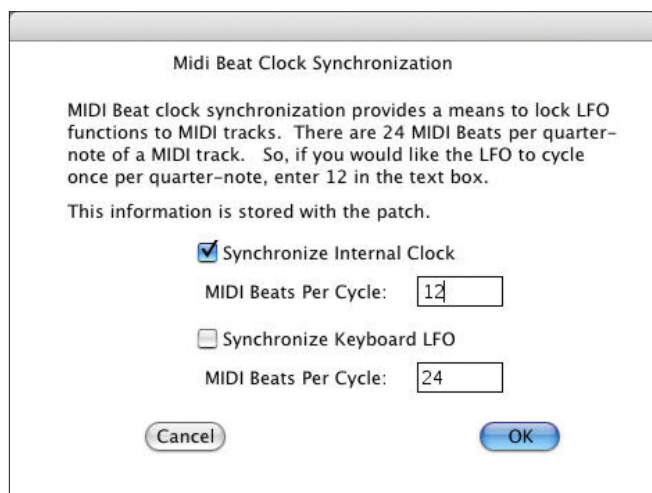 Midi Beat Clock Synchronization
MIDI Beat clock synchronization provides a means to lock LFO
functions to MIDI tracks. There are 24 MIDI Beats per quarter-
note of a MIDI track. So, if you would like the LFO to cycle
once per quarter-note, enter 12 in the text box.
This information is stored with the patch.
Synchronize Internal Clock
MIDI Beats Per Cycle: 12
Synchronize Keyboard LFO
MIDI Beats Per Cycle: 24
Cancel OK